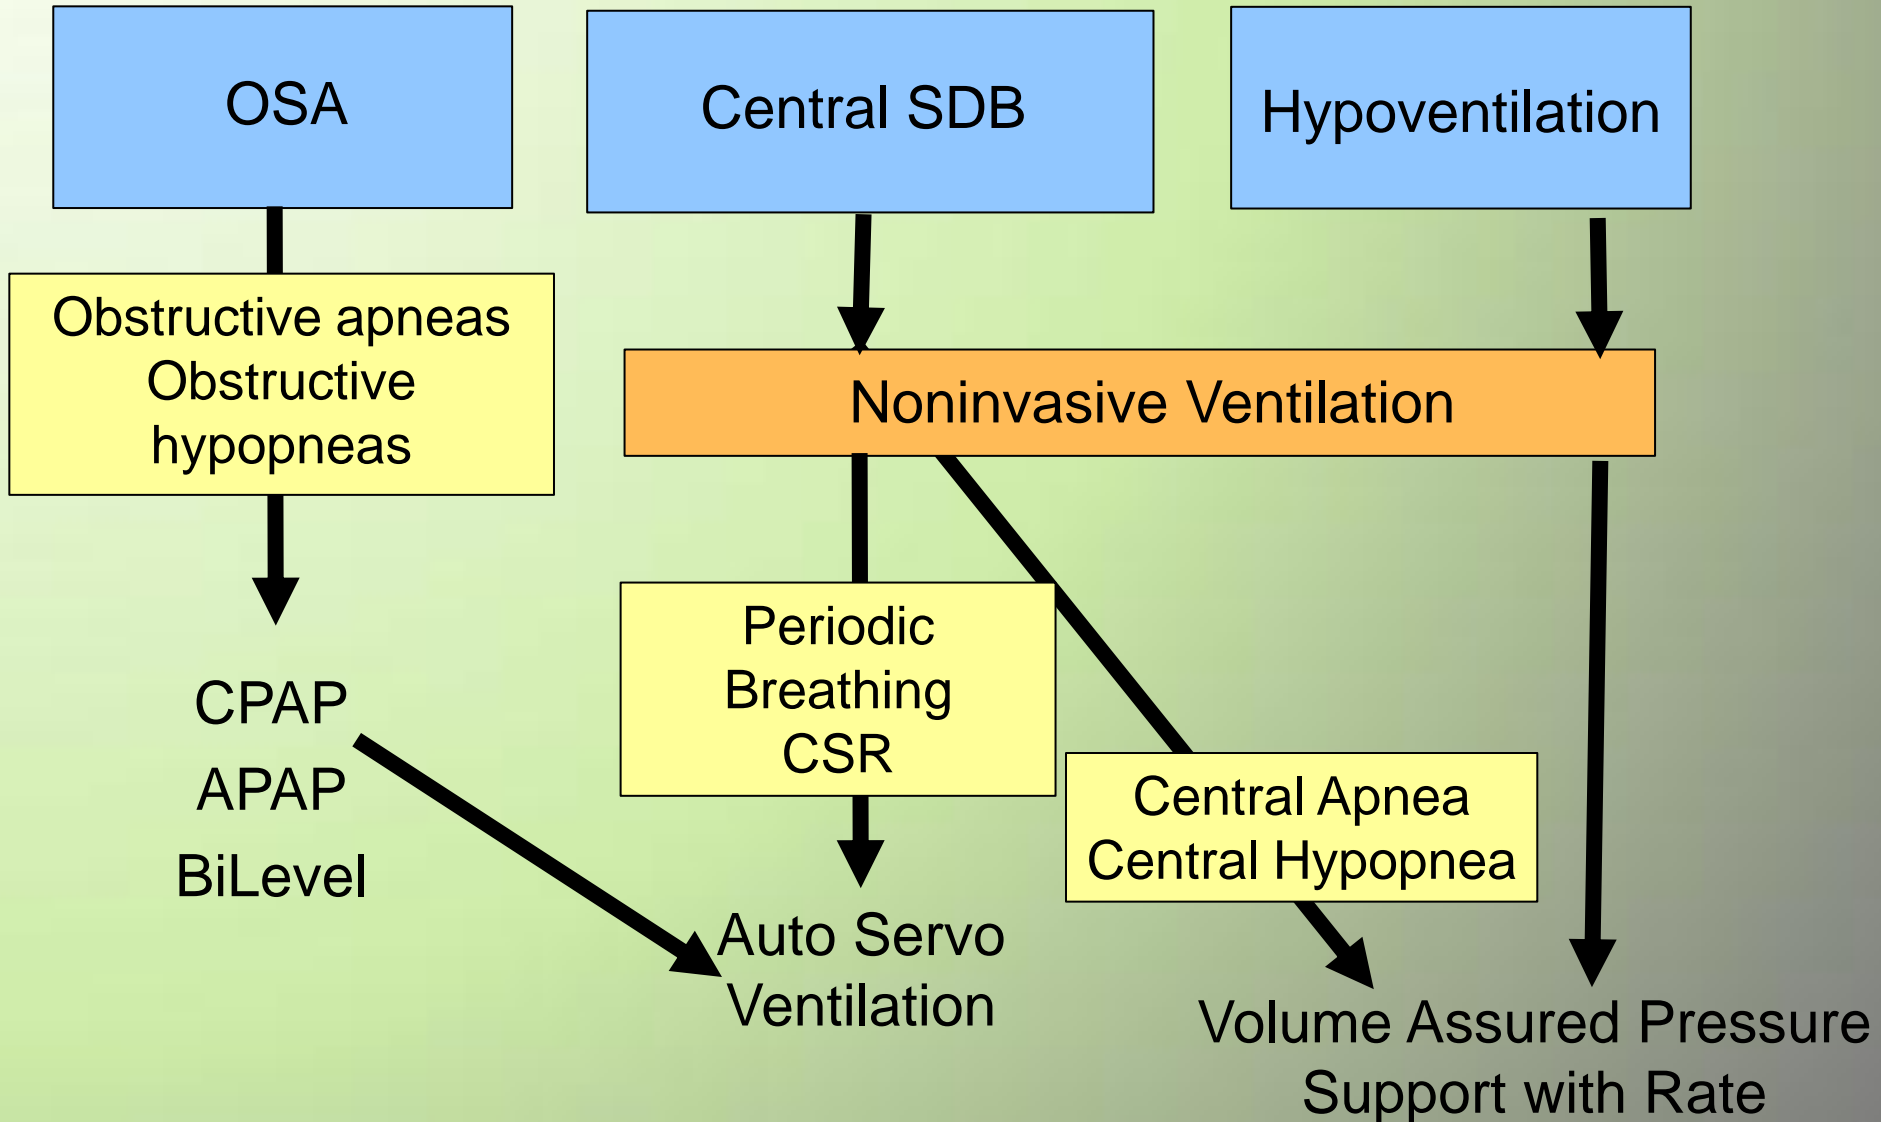 OSA
Central SDB
Hypoventilation
Obstructive apneas
Obstructive
hypopneas
Noninvasive Ventilation
Periodic
Breathing
CSR
CPAP
APAP
BiLevel
Central Apnea
Central Hypopnea
Auto Servo
Ventilation
Volume Assured Pressure
Support with Rate